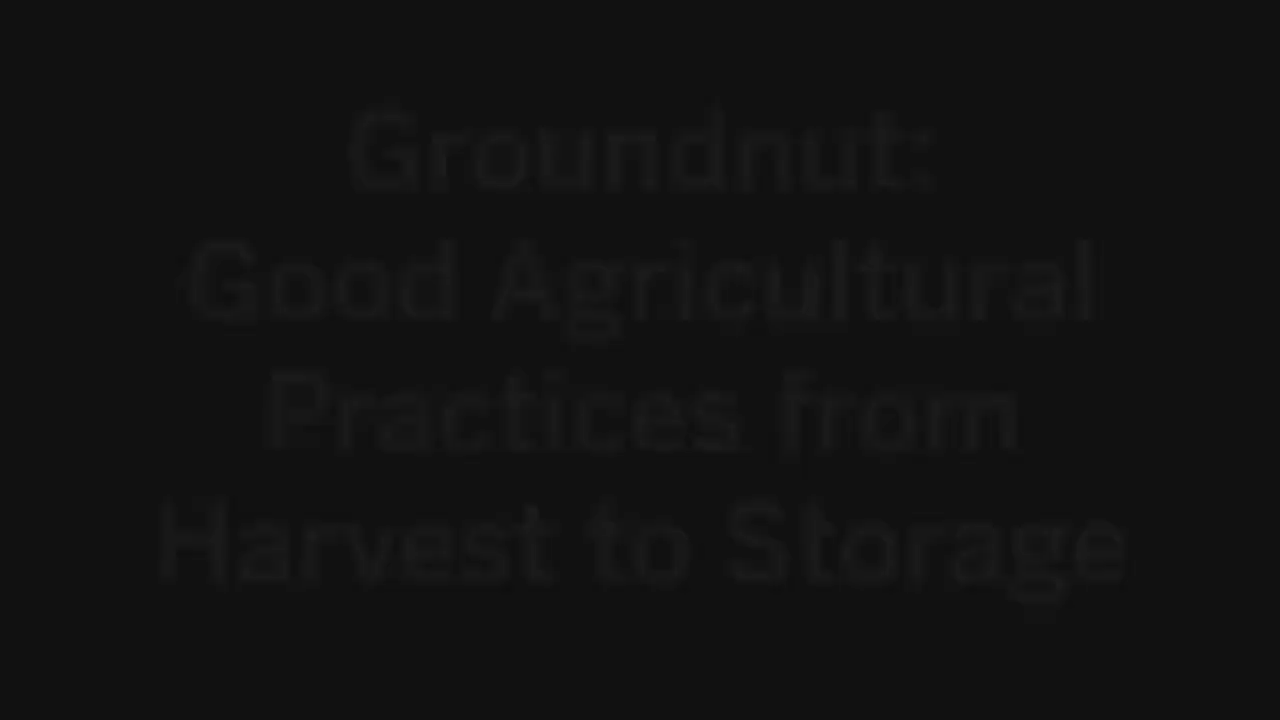 Groundnut:
Good Agricultural
Practices from
Harvest to Storage